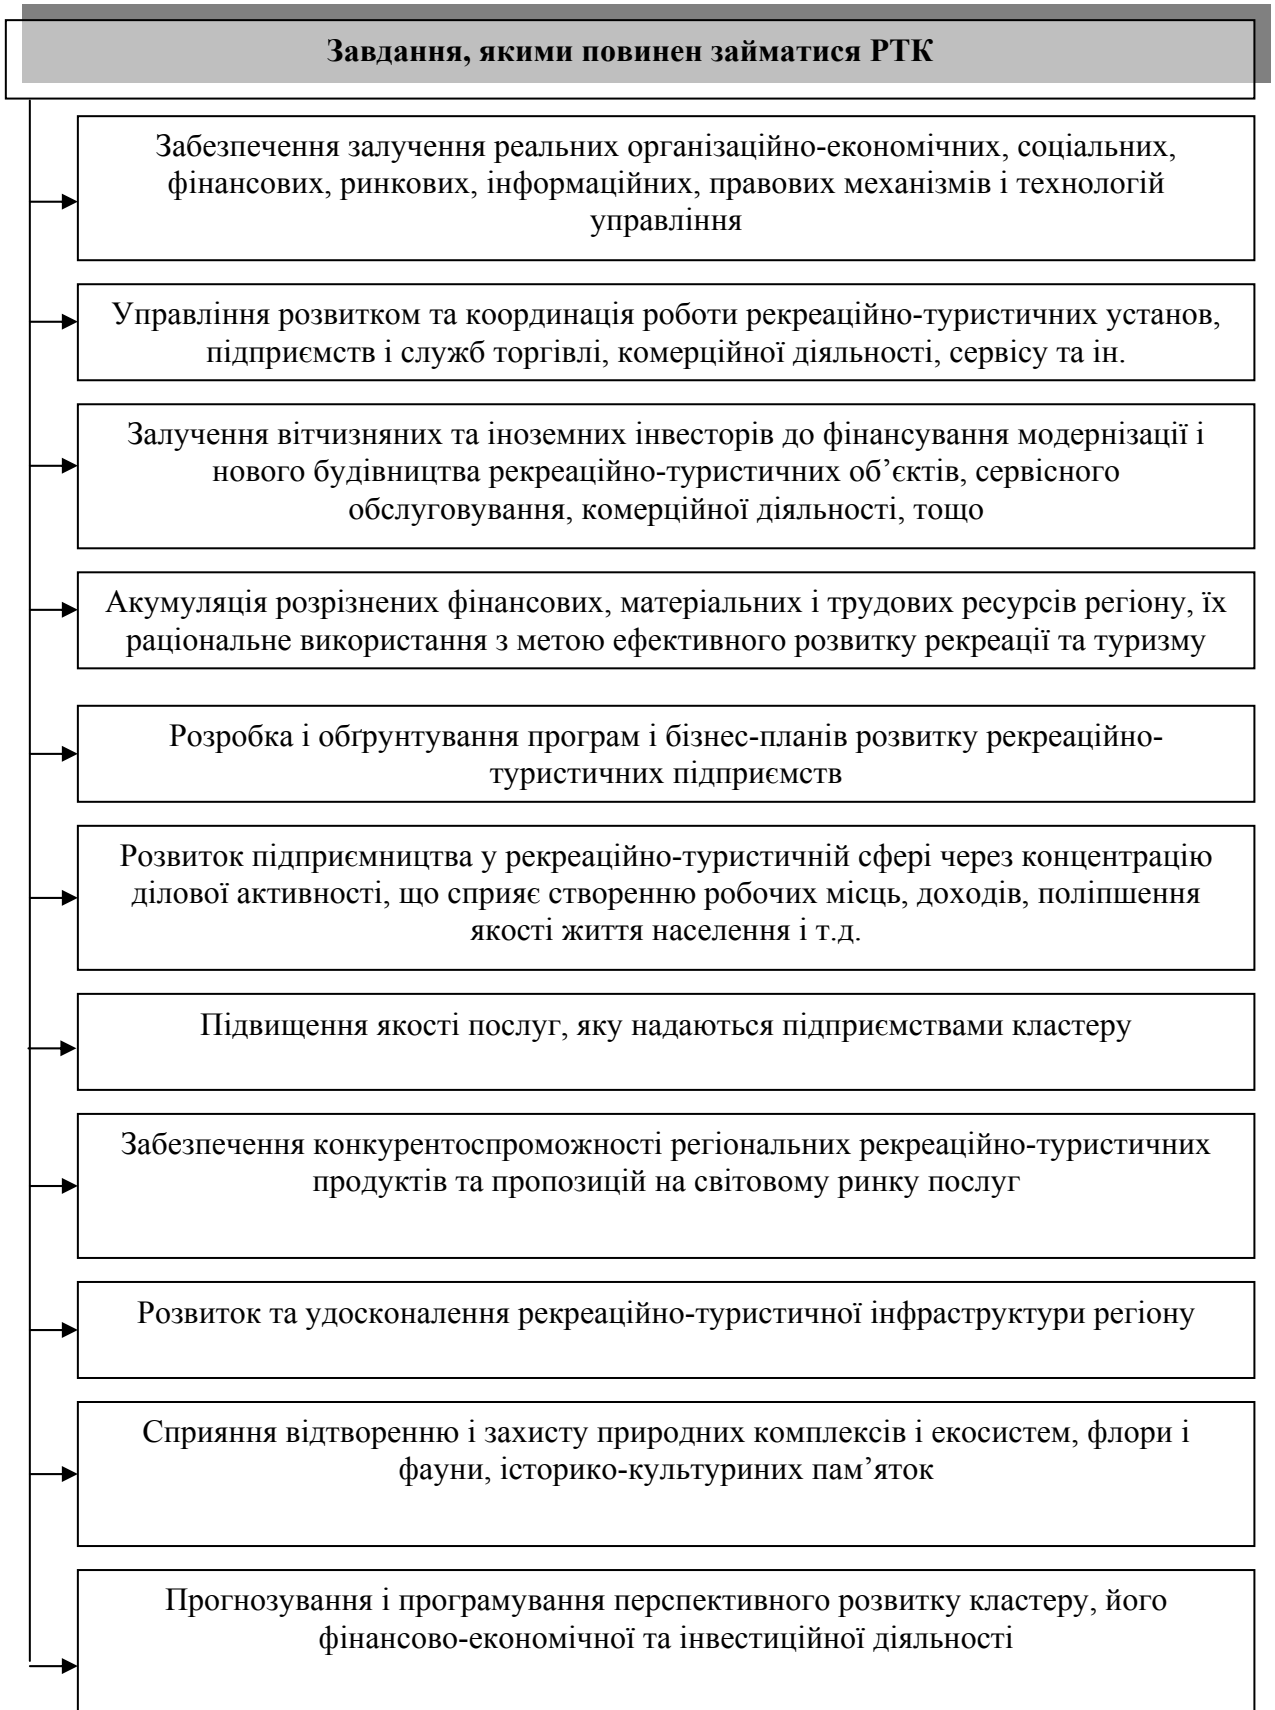 Завдання, якими повинен займатися РТК
Забезпечення залучення реальних організаційно-економічних, соціальних,
фінансових, ринкових, інформаційних, правових механізмів і технологій
управління
Управління розвитком та координація роботи рекреаційно-туристичних установ,
підприємств і служб торгівлі, комерційної діяльності, сервісу та ін.
Залучення вітчизняних та іноземних інвесторів до фінансування модернізації і
нового будівництва рекреаційно-туристичних об’єктів, сервісного
обслуговування, комерційної діяльності, тощо
Акумуляція розрізнених фінансових, матеріальних і трудових ресурсів регіону, їх
раціональне використання з метою ефективного розвитку рекреації та туризму
Розробка і обґрунтування програм і бізнес-планів розвитку рекреаційно-
туристичних підприємств
Розвиток підприємництва у рекреаційно-туристичній сфері через концентрацію
ділової активності, що сприяє створенню робочих місць, доходів, поліпшення
якості життя населення і т.д.
Підвищення якості послуг, яку надаються підприємствами кластеру
Забезпечення конкурентоспроможності регіональних рекреаційно-туристичних
продуктів та пропозицій на світовому ринку послуг
Розвиток та удосконалення рекреаційно-туристичної інфраструктури регіону
Сприяння відтворенню і захисту природних комплексів і екосистем, флори і
фауни, історико-культуриних пам’яток
Прогнозування і програмування перспективного розвитку кластеру, його
фінансово-економічної та інвестиційної діяльності